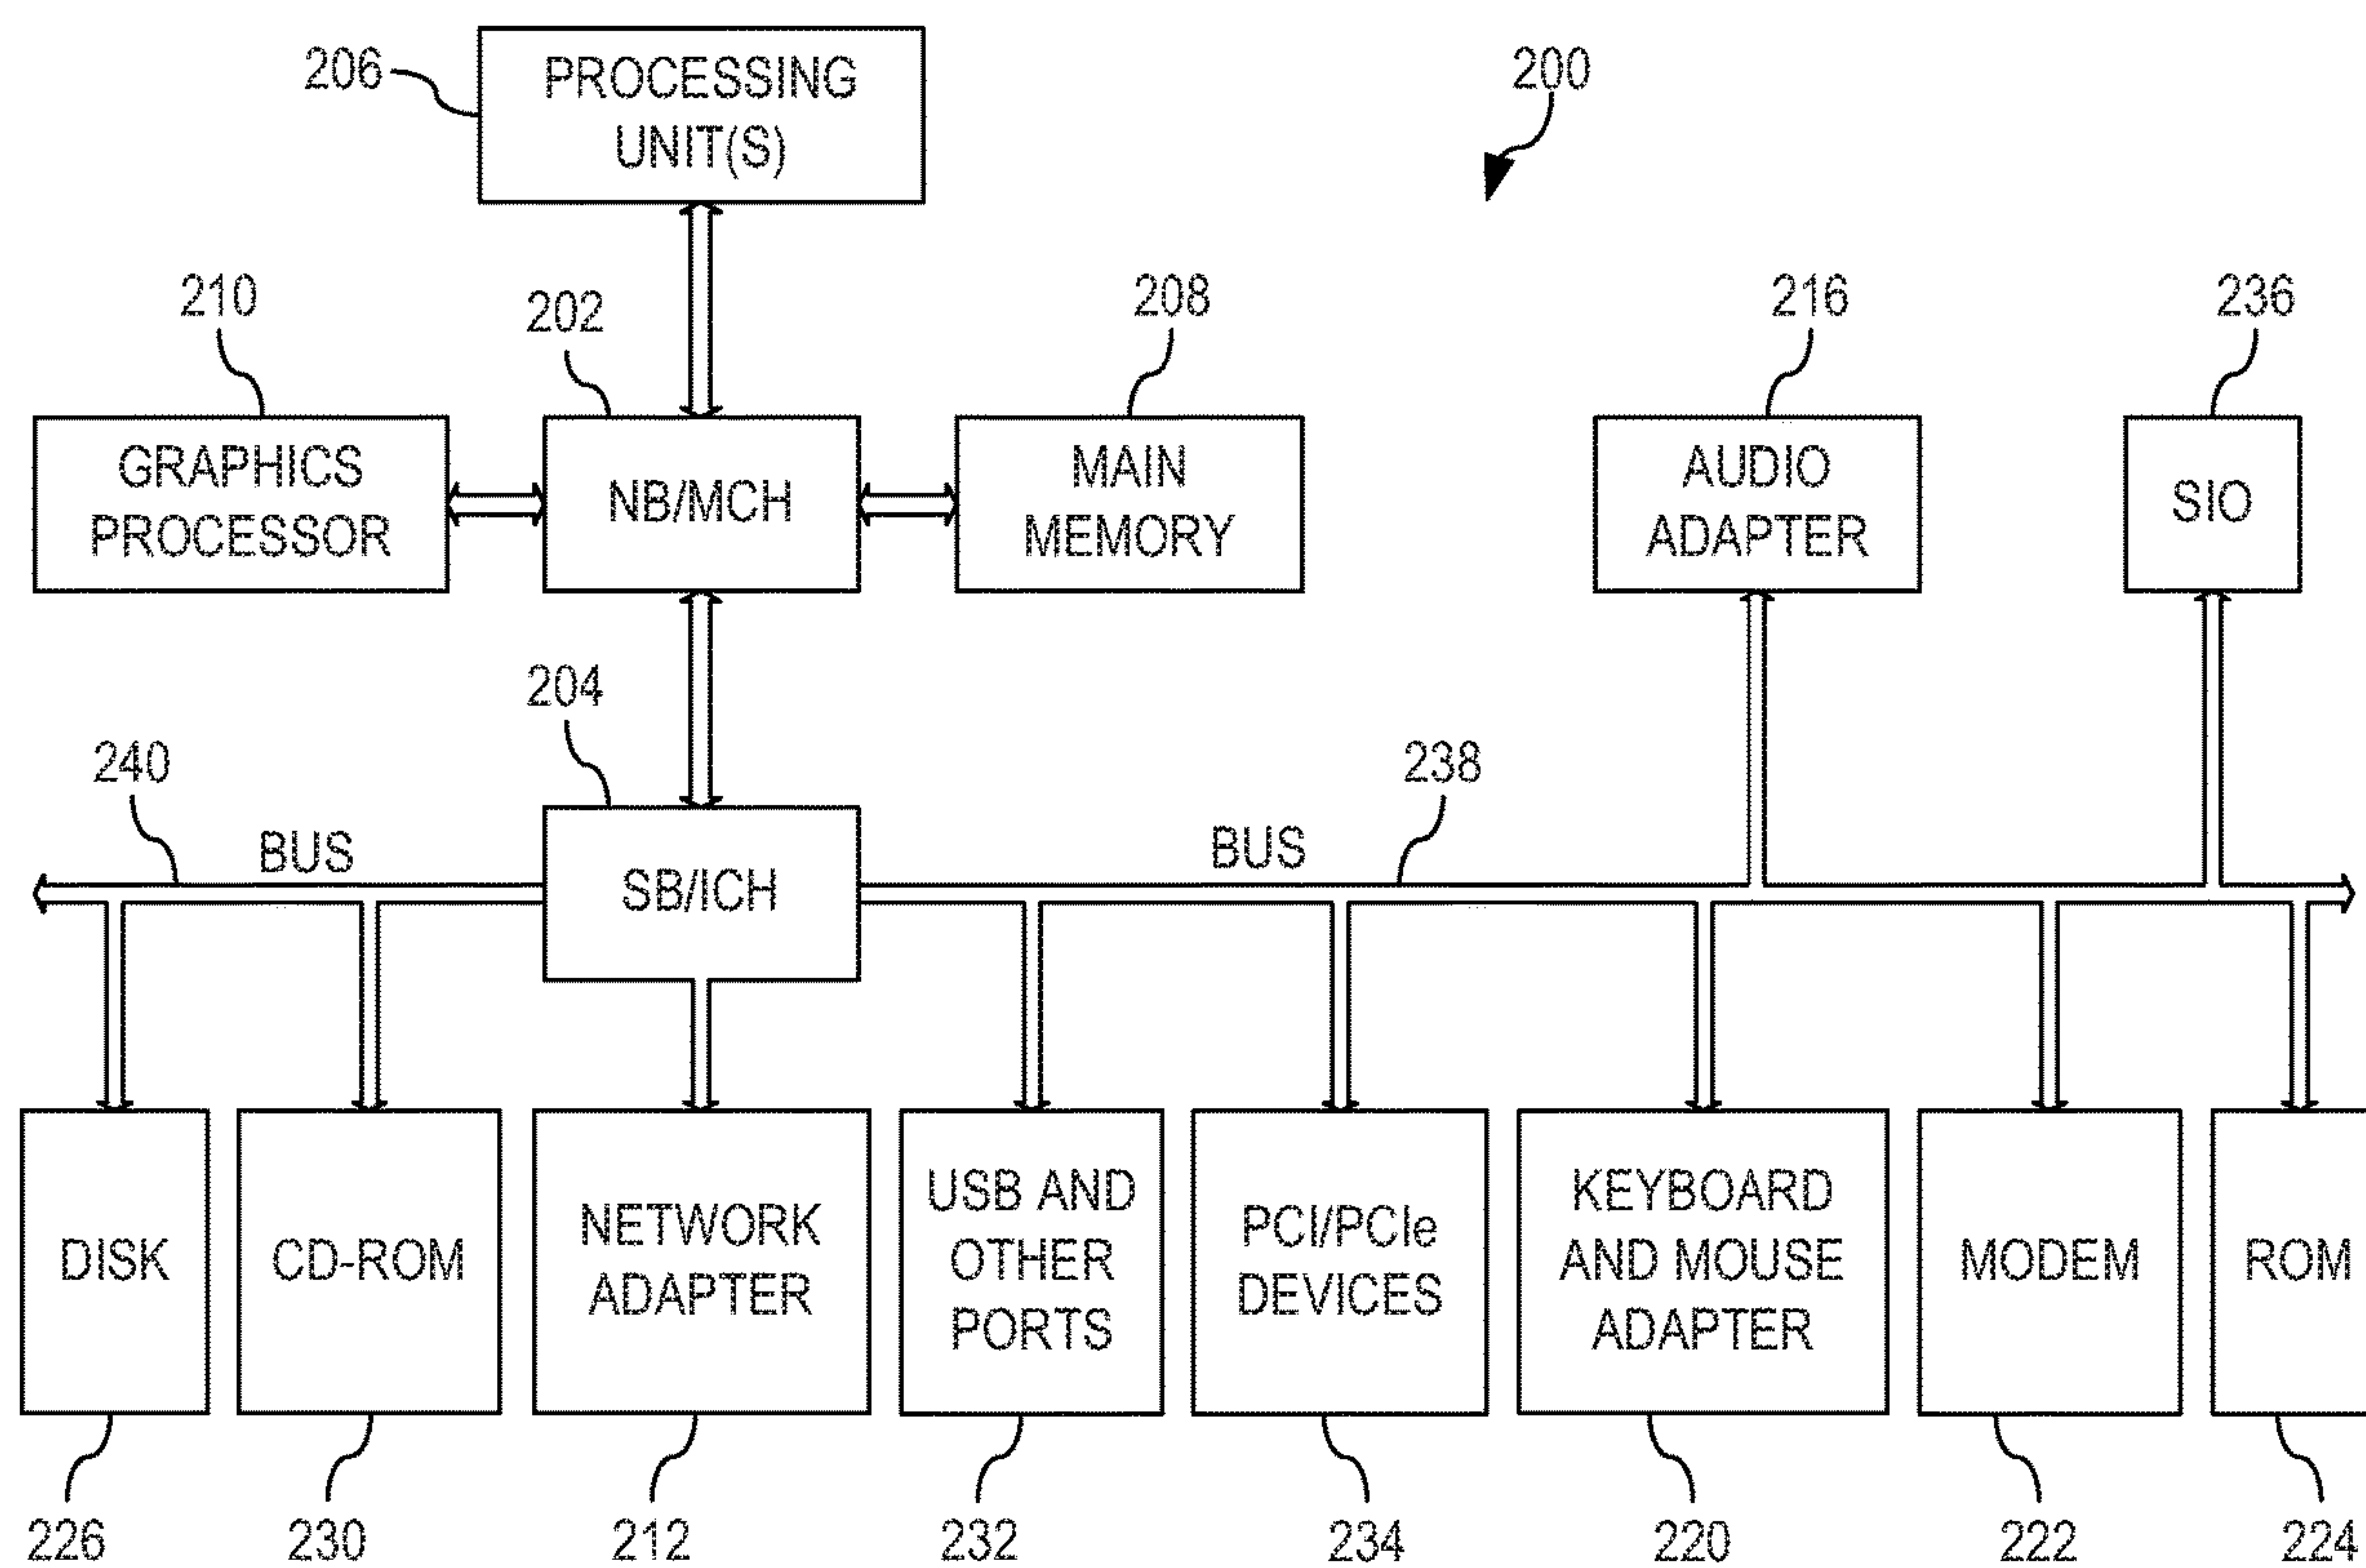 206
PROCESSING
UNIT(S)
200
210
202
208
216
236
GRAPHICS
PROCESSOR
NB/MCH
MAIN
MEMORY
AUDIO
ADAPTER
SIO
204
240
238
BUS
BUS
SB/ICH
DISK
CD-ROM
NETWORK
ADAPTER
USB AND
OTHER
PORTS
PCI/PCIe
DEVICES
KEYBOARD
AND MOUSE
ADAPTER
MODEM
ROM
226
230
212
232
234
220
222
224